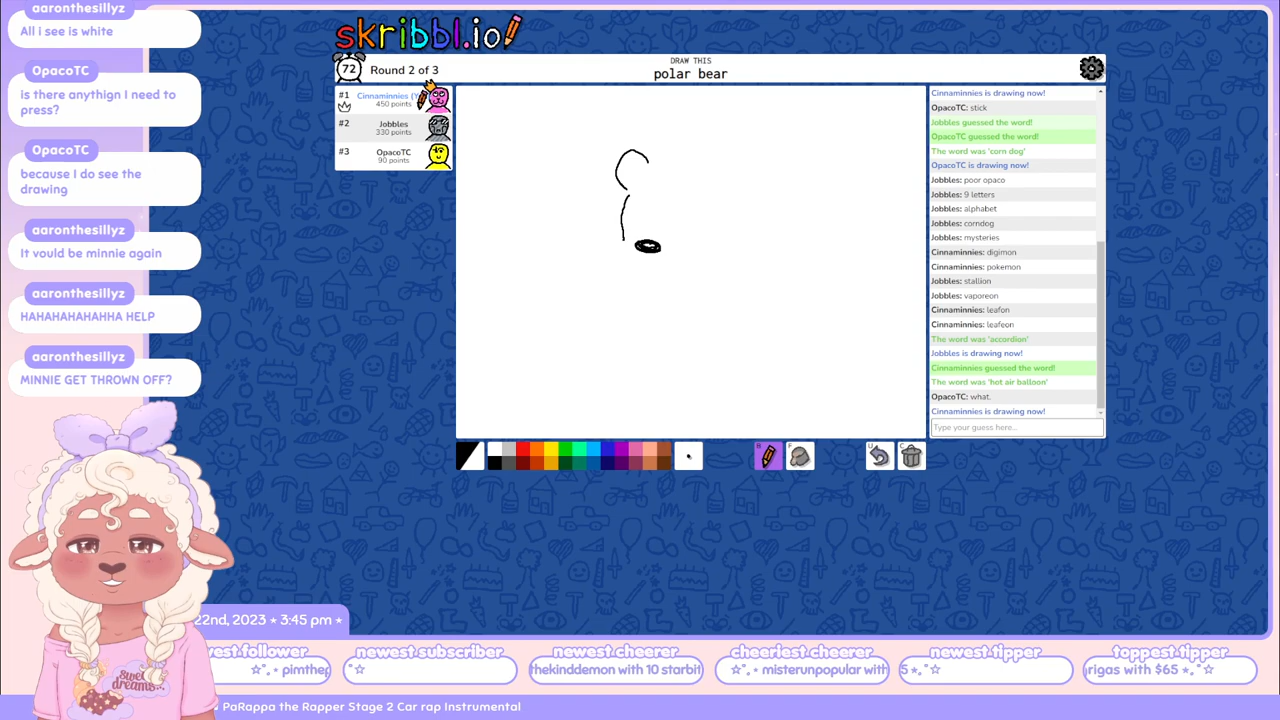 aaronthesillyz
All i see is white
OpacoTC
is there anythign I need to
press?
OpacoTC
because I do see the
drawing
aaronthesillyz
It vould be minnie again
aaronthesillyz
HAHAHAHAHAHHA HELP
aaronthesillyz
MINNIE GET THROWN OFF?
skribbl.io
72
Round 2 of 3
DRAW THIS
polar bear
#1
Cinnaminnies (Y
450 points
#2
Jobbles
330 points
#3
OpacoTC
90 points
Cinnaminnies is drawing now!
OpacoTC: stick
Jobbles guessed the word!
OpacoTC guessed the word!
The word was 'corn dog'
OpacoTC is drawing now!
Jobbles: poor opaco
Jobbles: 9 letters
Jobbles: alphabet
Jobbles: corndog
Jobbles: mysteries
Cinnaminnies: digimon
Cinnaminnies: pokemon
Jobbles: stallion
Jobbles: vaporeon
Cinnaminnies: leafon
Cinnaminnies: leafeon
The word was 'accordion'
Jobbles is drawing now!
Cinnaminnies guessed the word!
The word was 'hot air balloon'
OpacoTC: what.
Cinnaminnies is drawing now!
Type your guess here...
B
F
U
C
sweet
dreams...
22nd, 2023 ⋆ 3:45 pm ⋆
west follower
☆°.⋆ pimthep
newest subscriber
°☆
newest cheerer
thekinddemon with 10 starbit
cheeriest cheerer
☆°.⋆ misterunpopular with
newest tipper
5 ⋆.°☆
toppest tipper
rigas with $65 ⋆.°☆
PaRappa the Rapper Stage 2 Car rap Instrumental